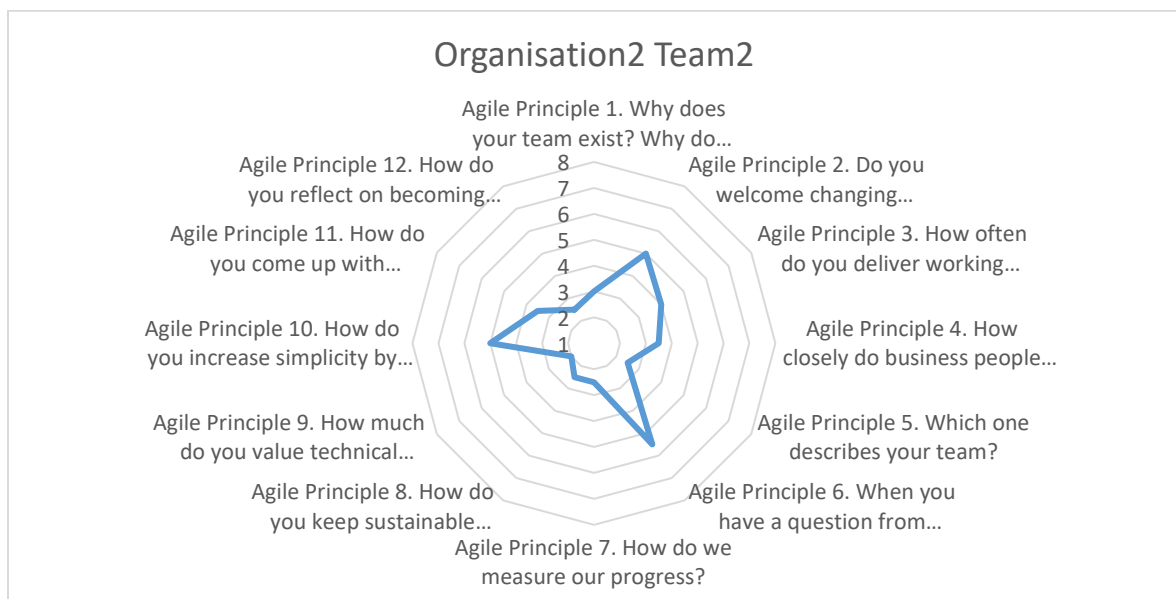 Organisation2 Team2
Agile Principle 1. Why does
your team exist? Why do...
Agile Principle 2. Do you
welcome changing...
Agile Principle 3. How often
do you deliver working...
Agile Principle 4. How
closely do business people...
Agile Principle 5. Which one
describes your team?
Agile Principle 6. When you
have a question from...
Agile Principle 7. How do we
measure our progress?
Agile Principle 8. How do
you keep sustainable...
Agile Principle 9. How much
do you value technical...
Agile Principle 10. How do
you increase simplicity by...
Agile Principle 11. How do
you come up with...
Agile Principle 12. How do
you reflect on becoming...
8
7
6
5
4
3
2
1